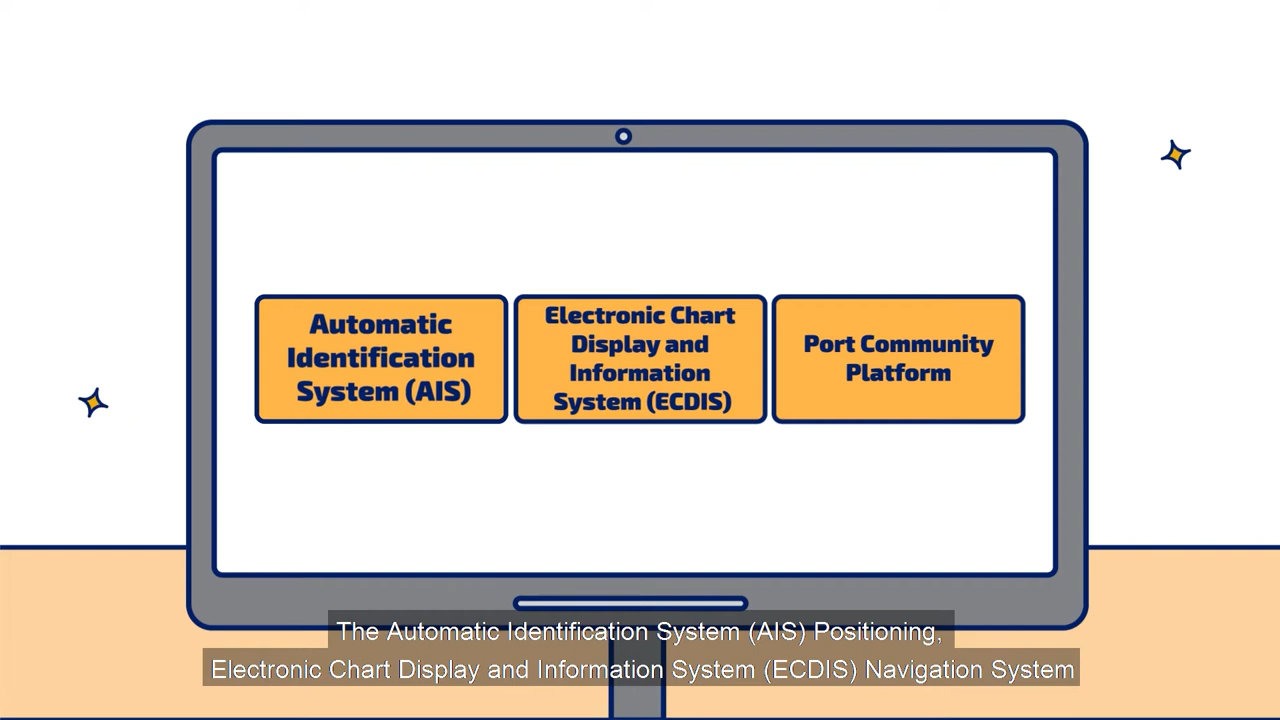 Automatic
Identification
System (AIS)
Electronic Chart
Display and
Information
System (ECDIS)
Port Community
Platform
The Automatic Identification System (AIS) Positioning,
Electronic Chart Display and Information System (ECDIS) Navigation System